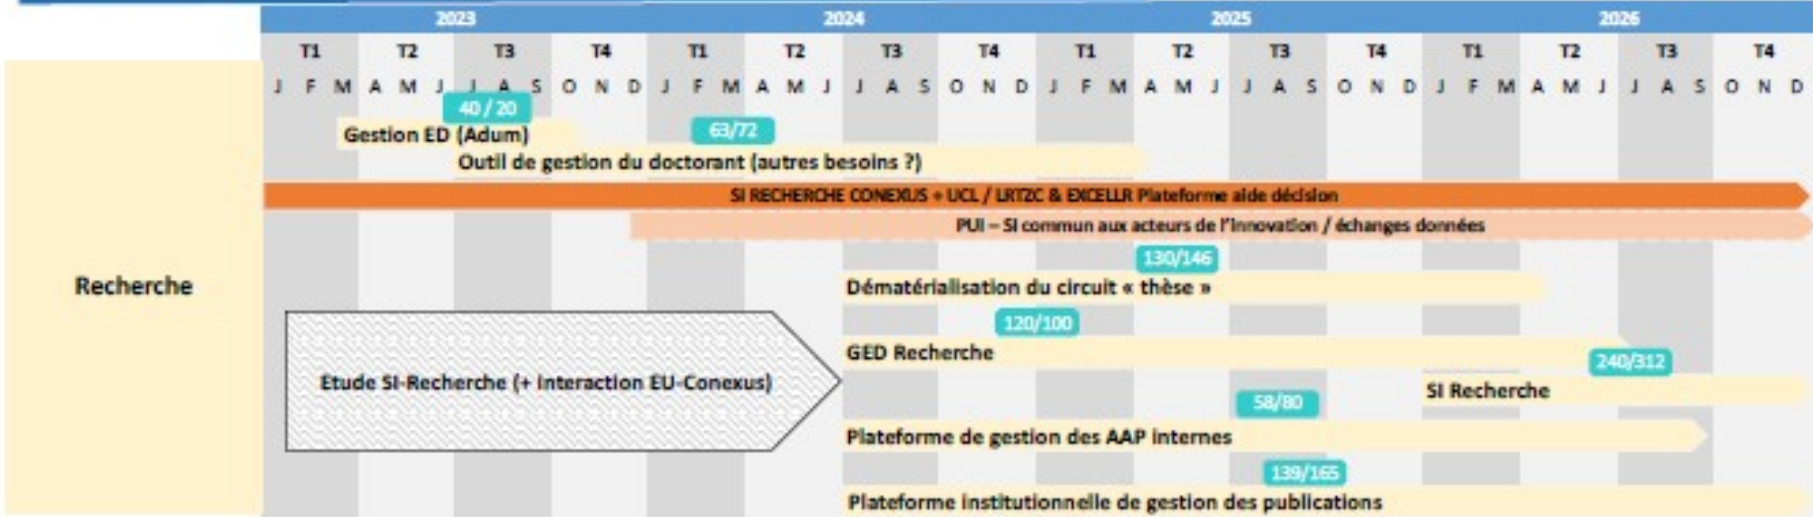 2023 2024 2025 2026
T1 T2 T3 T4 T1 T2 T3 T4 T1 T2 T3 T4 T1 T2 T3 T4
J F M A M J J A S O N D J F M A M J J A S O N D J F M A M J J A S O N D J F M A M J J A S O N D
40 / 20
Gestion ED (Adum)
63/72
Outil de gestion du doctorant (autres besoins ?)
SI RECHERCHE CONEXUS + UCL / LRTZC & EXCELLR Plateforme aide décision
PUI – SI commun aux acteurs de l'innovation / échanges données
130/146
Recherche
Dématérialisation du circuit « thèse »
120/100
GED Recherche
240/312
Etude SI-Recherche (+ interaction EU-Conexus)
SI Recherche
58/80
Plateforme de gestion des AAP internes
139/165
Plateforme institutionnelle de gestion des publications